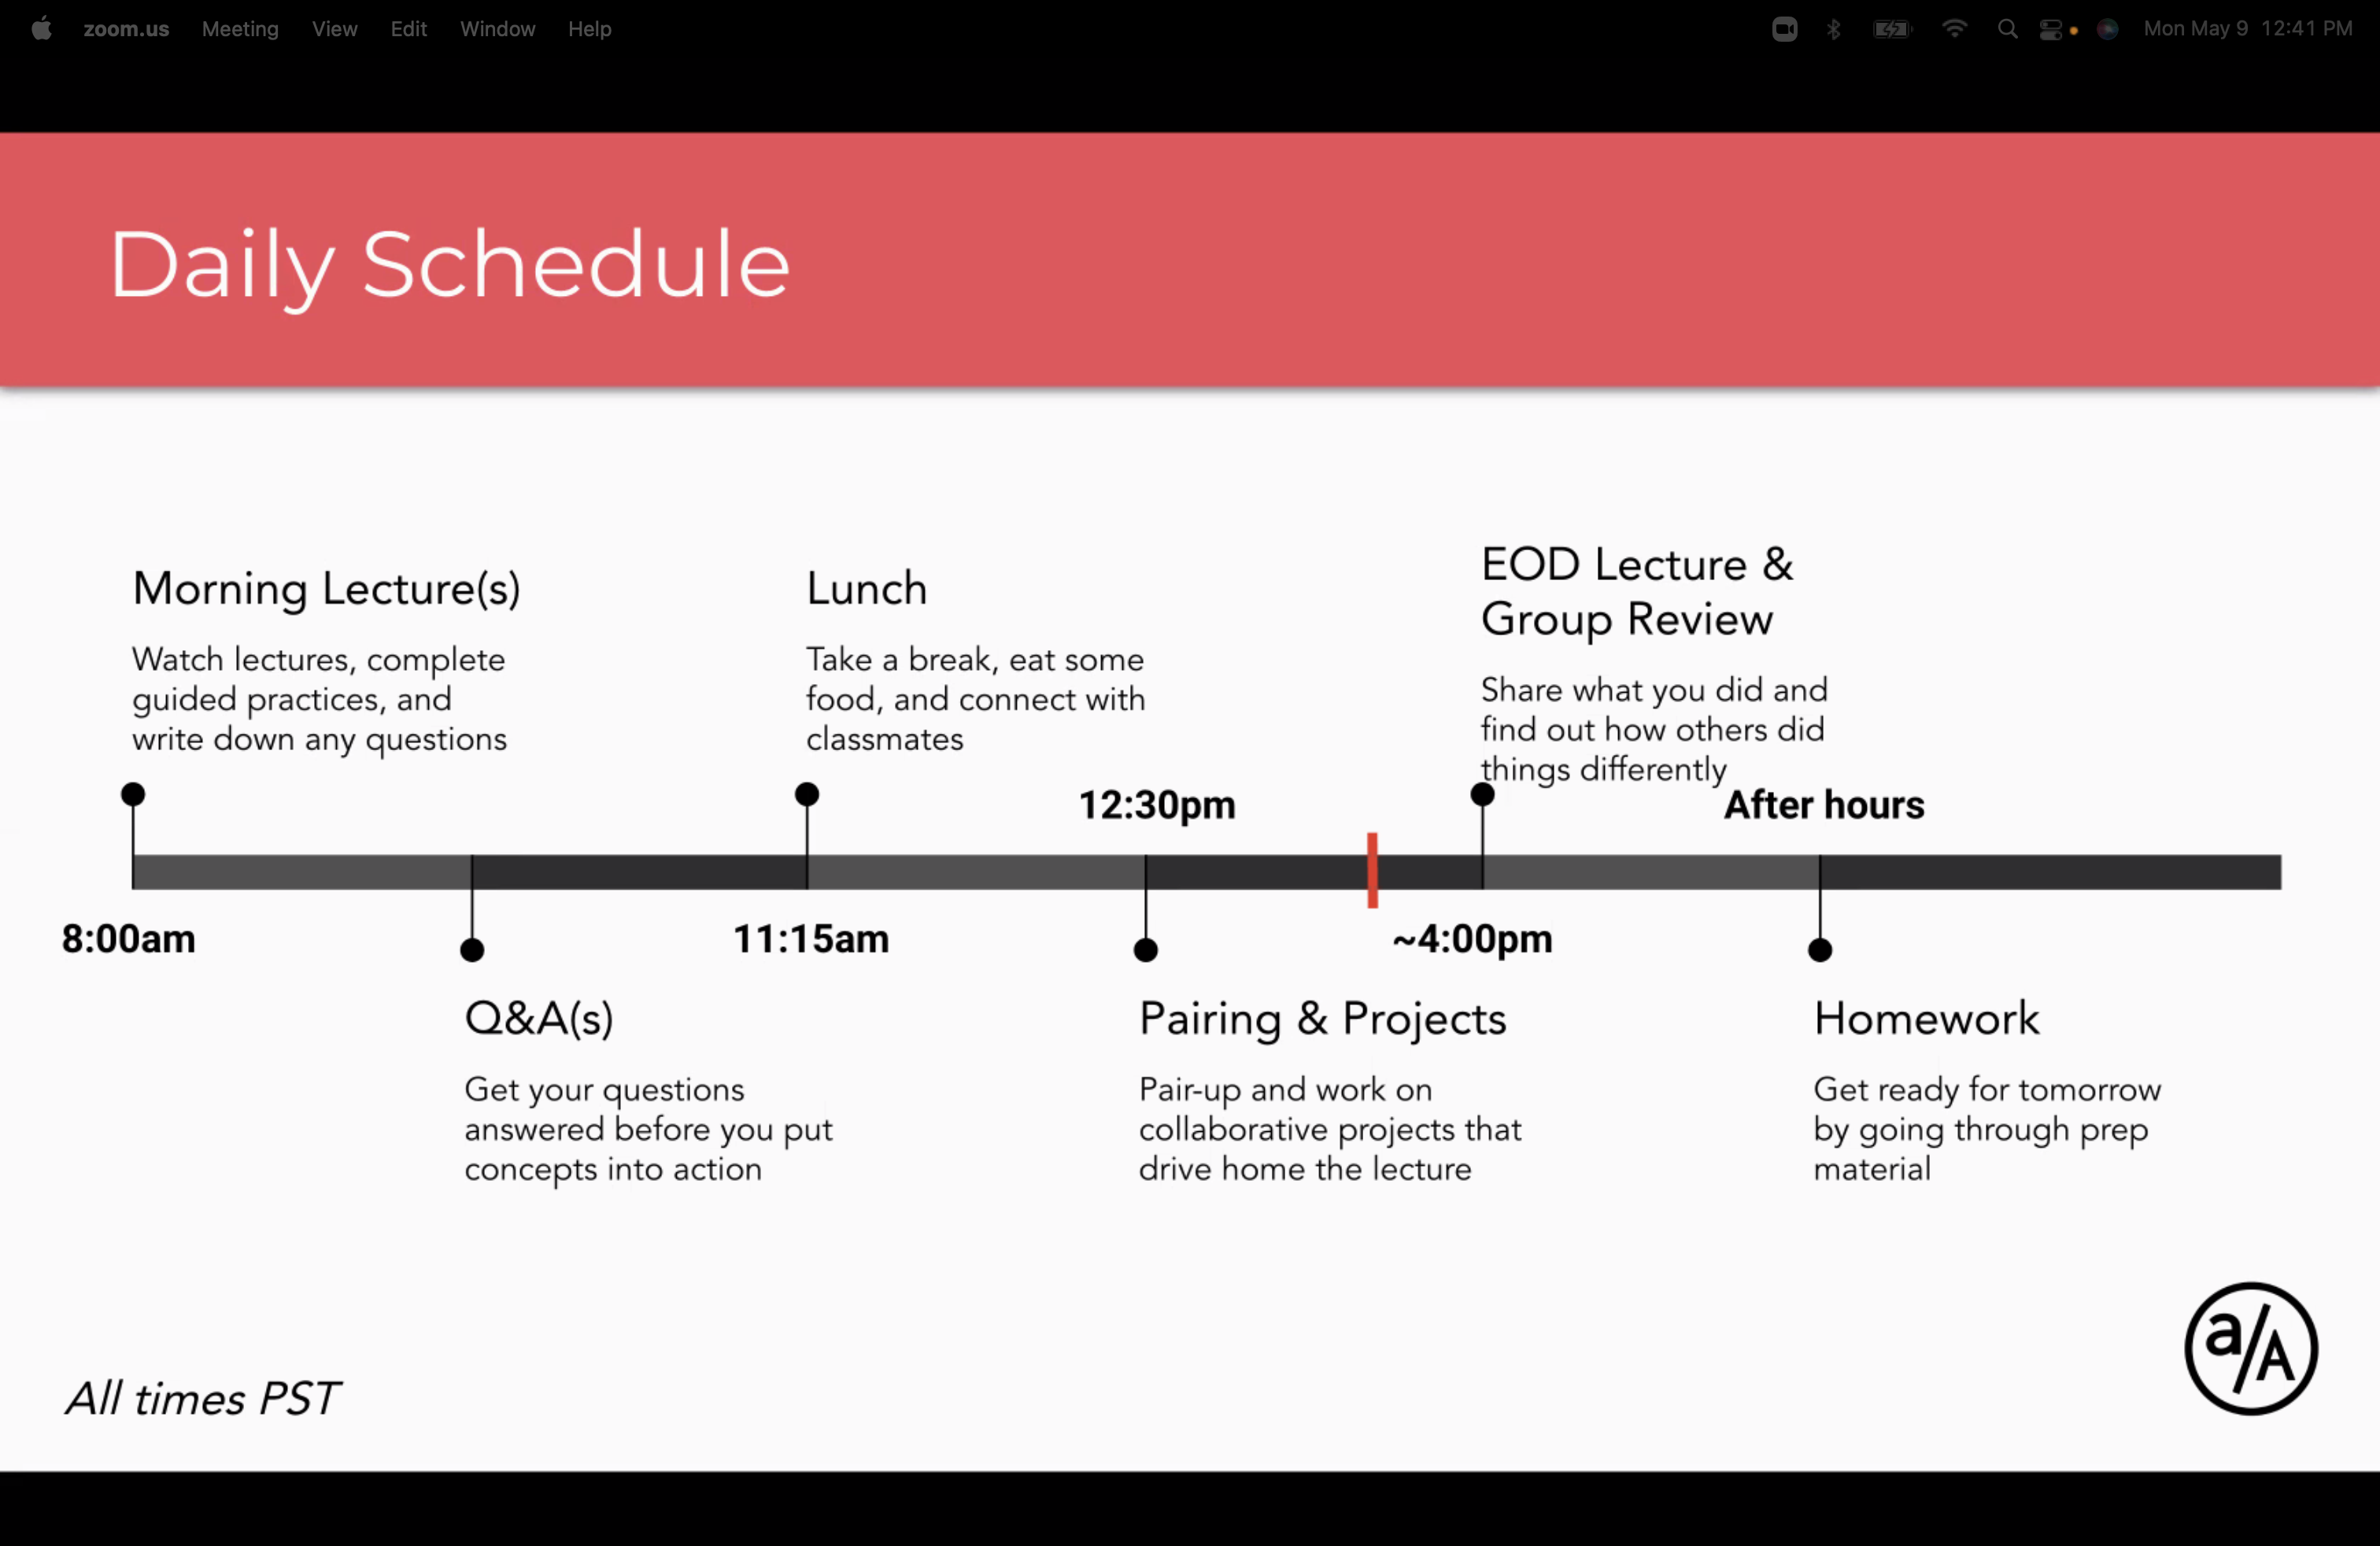 zoom.us Meeting View Edit Window Help Mon May 9 12:41 PM
Daily Schedule
Morning Lecture(s)
Watch lectures, complete
guided practices, and
write down any questions
Lunch
Take a break, eat some
food, and connect with
classmates
EOD Lecture &
Group Review
Share what you did and
find out how others did
things differently
12:30pm
After hours
8:00am
11:15am
~4:00pm
Q&A(s)
Get your questions
answered before you put
concepts into action
Pairing & Projects
Pair-up and work on
collaborative projects that
drive home the lecture
Homework
Get ready for tomorrow
by going through prep
material
a/A
All times PST